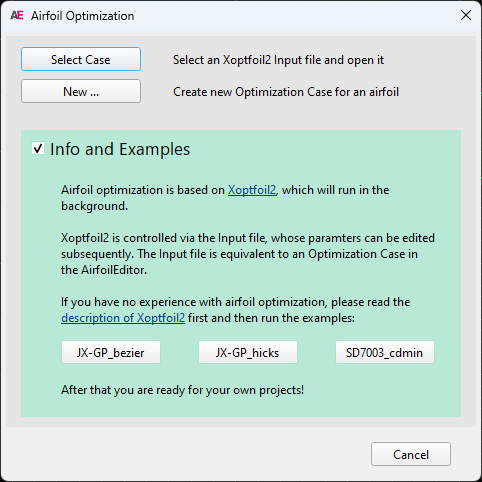 AE Airfoil Optimization
Select Case Select an Xoptfoil2 Input file and open it
New ... Create new Optimization Case for an airfoil
Info and Examples
Airfoil optimization is based on Xoptfoil2, which will run in the
background.
Xoptfoil2 is controlled via the Input file, whose paramters can be edited
subsequently. The Input file is equivalent to an Optimization Case in
the AirfoilEditor.
If you have no experience with airfoil optimization, please read the
description of Xoptfoil2 first and then run the examples:
JX-GP_bezier JX-GP_hicks SD7003_cdmin
After that you are ready for your own projects!
Cancel